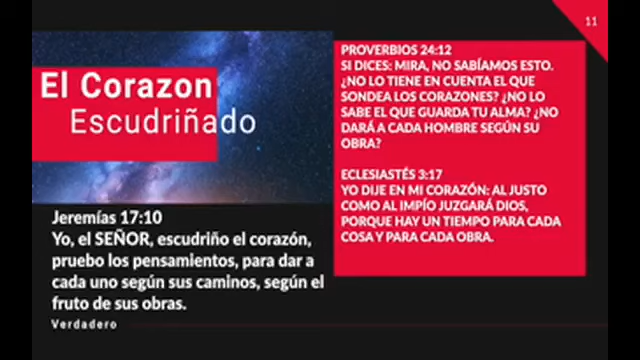 11
El Corazon
Escudriñado
Jeremías 17:10
Yo, el SEÑOR, escudriño el corazón,
pruebo los pensamientos, para dar a
cada uno según sus caminos, según el
fruto de sus obras.
Verdadero
PROVERBIOS 24:12
SI DICES: MIRA, NO SABÍAMOS ESTO.
¿NO LO TIENE EN CUENTA EL QUE
SONDEA LOS CORAZONES? ¿NO LO
SABE EL QUE GUARDA TU ALMA? ¿NO
DARÁ A CADA HOMBRE SEGÚN SU
OBRA?
ECLESIASTÉS 3:17
YO DIJE EN MI CORAZÓN: AL JUSTO
COMO AL IMPÍO JUZGARÁ DIOS,
PORQUE HAY UN TIEMPO PARA CADA
COSA Y PARA CADA OBRA.